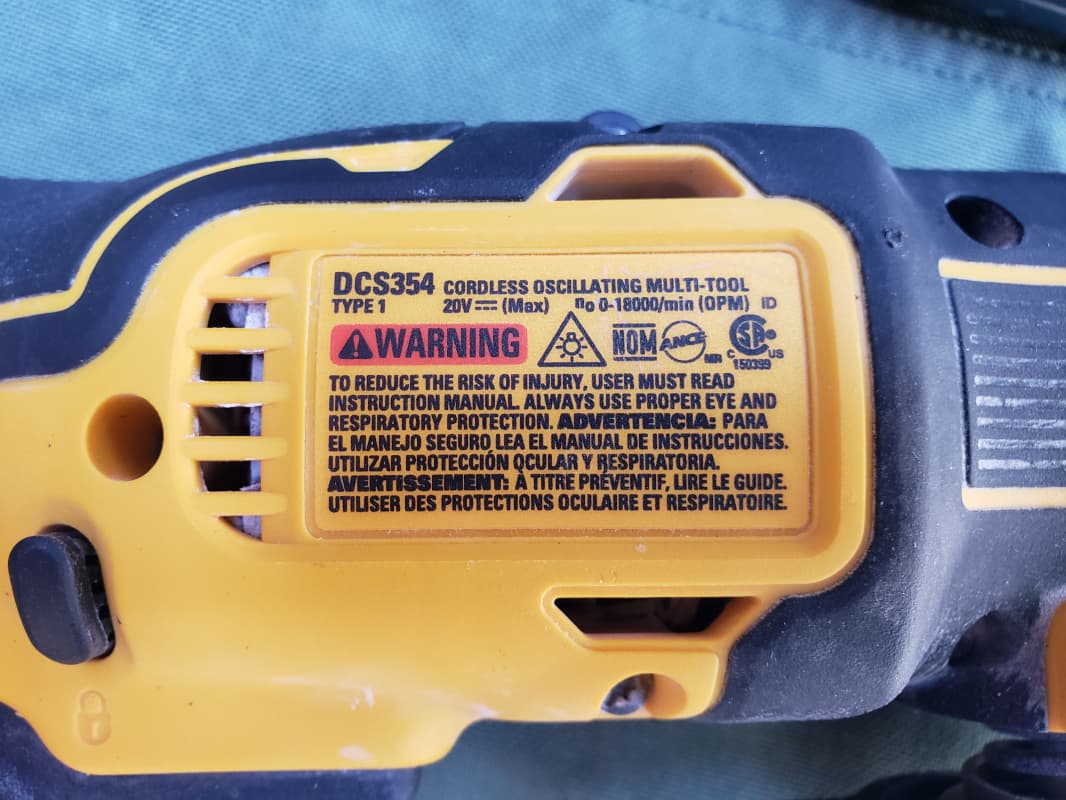 DCS354 CORDLESS OSCILLATING MULTI-TOOL
TYPE 1 20V ⎓ (Max) n₀ 0-18000/min (OPM) ID
WARNING NOM ANCE MR C SA US
150399
TO REDUCE THE RISK OF INJURY, USER MUST READ
INSTRUCTION MANUAL. ALWAYS USE PROPER EYE AND
RESPIRATORY PROTECTION. ADVERTENCIA: PARA
EL MANEJO SEGURO LEA EL MANUAL DE INSTRUCCIONES.
UTILIZAR PROTECCIÓN OCULAR Y RESPIRATORIA.
AVERTISSEMENT: À TITRE PRÉVENTIF, LIRE LE GUIDE.
UTILISER DES PROTECTIONS OCULAIRE ET RESPIRATOIRE.